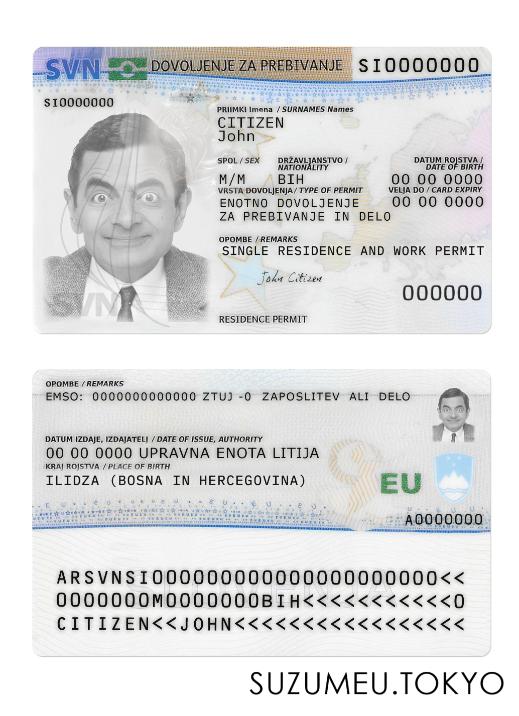 SVN DOVOLJENJE ZA PREBIVANJE SI0000000
SI0000000
PRIIMKI Imena / SURNAMES Names
CITIZEN
John
SPOL / SEX DRŽAVLJANSTVO / NATIONALITY DATUM ROJSTVA / DATE OF BIRTH
M/M BIH 00 00 0000
VRSTA DOVOLJENJA / TYPE OF PERMIT VELJA DO / CARD EXPIRY
ENOTNO DOVOLJENJE 00 00 0000
ZA PREBIVANJE IN DELO
OPOMBE / REMARKS
SINGLE RESIDENCE AND WORK PERMIT
John Citizen
SVN
000000
RESIDENCE PERMIT
OPOMBE / REMARKS
EMSO: 0000000000000 ZTUJ -0 ZAPOSLITEV ALI DELO
DATUM IZDAJE, IZDAJATELJ / DATE OF ISSUE, AUTHORITY
00 00 0000 UPRAVNA ENOTA LITIJA
KRAJ ROJSTVA / PLACE OF BIRTH
ILIDZA (BOSNA IN HERCEGOVINA)
EU
A0000000
ARSVNSI00000000000000000000000<<
0000000M0000000BIH<<<<<<<<<<<0
CITIZEN<<JOHN<<<<<<<<<<<<<<<<<
SUZUMEU.TOKYO